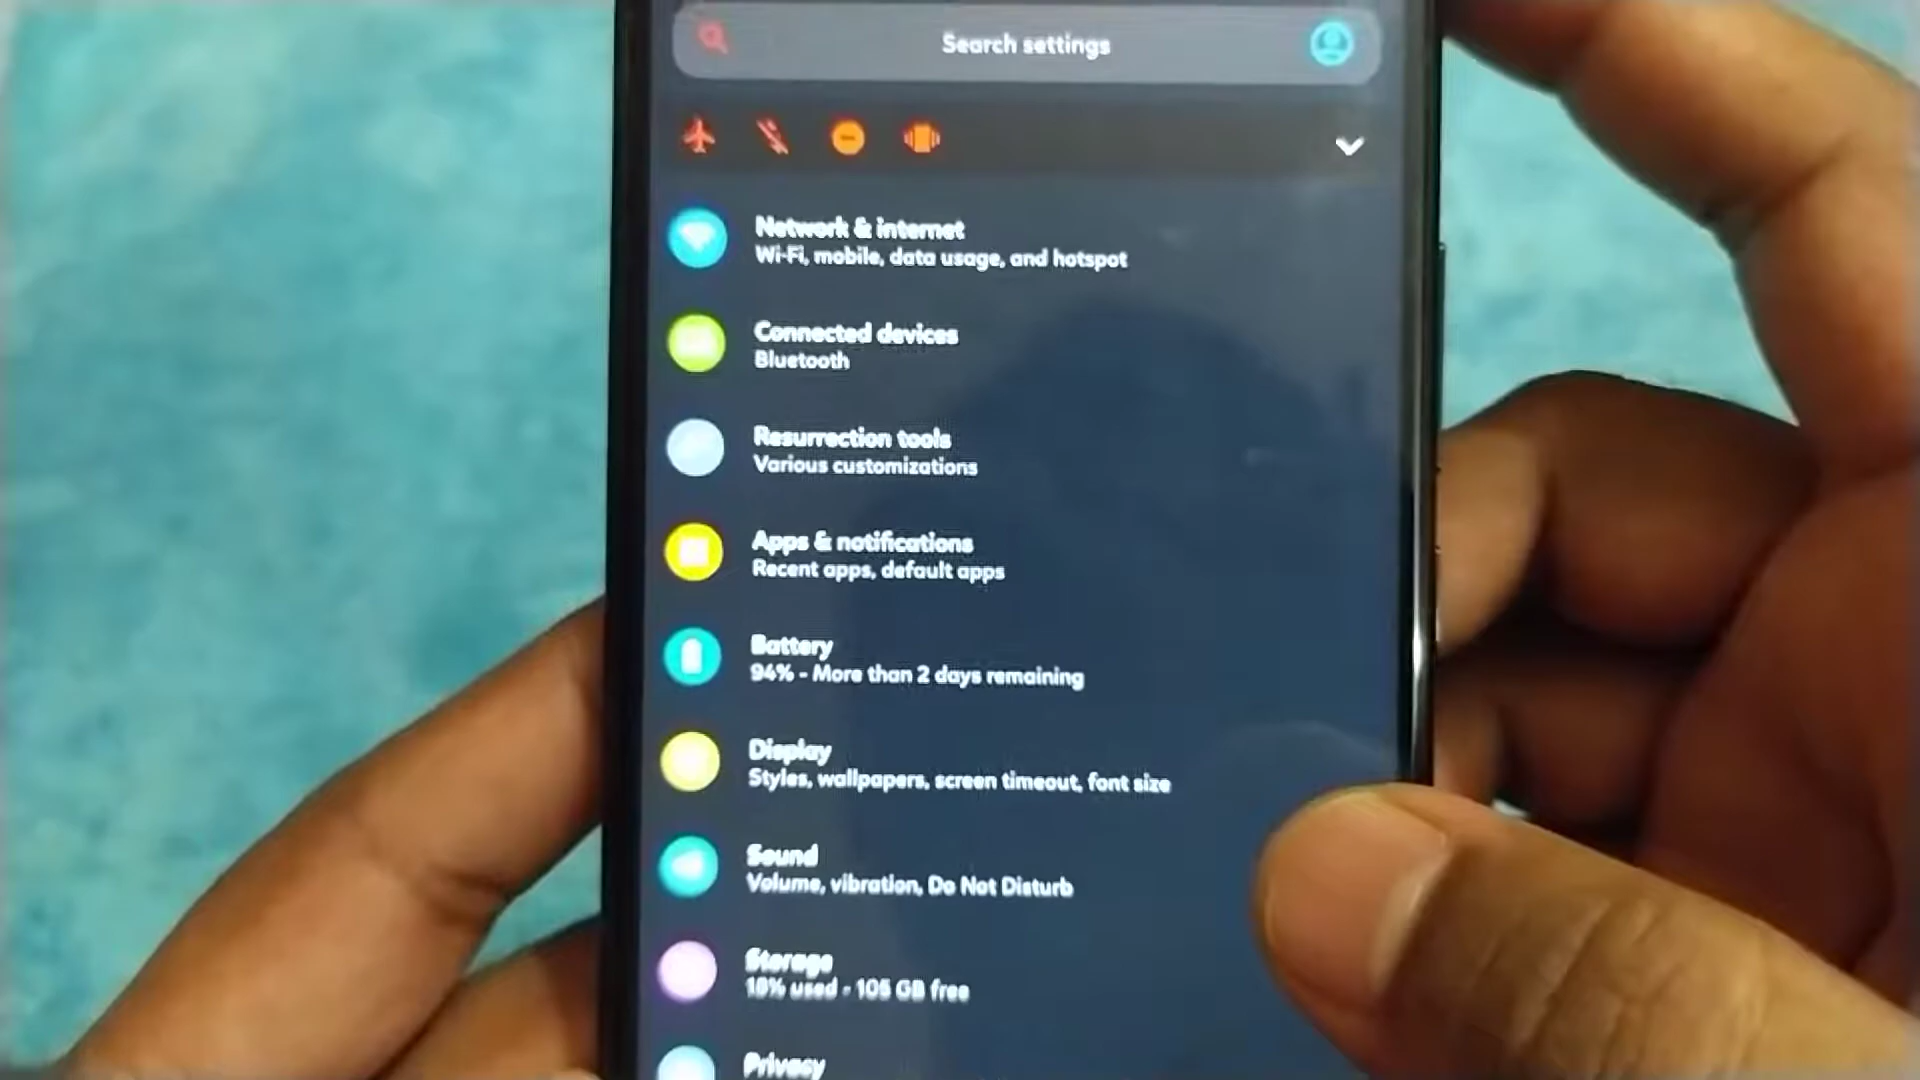 Search settings
Network & internet
Wi-Fi, mobile, data usage, and hotspot
Connected devices
Bluetooth
Resurrection tools
Various customizations
Apps & notifications
Recent apps, default apps
Battery
94% - More than 2 days remaining
Display
Styles, wallpapers, screen timeout, font size
Sound
Volume, vibration, Do Not Disturb
Storage
18% used - 105 GB free
Privacy